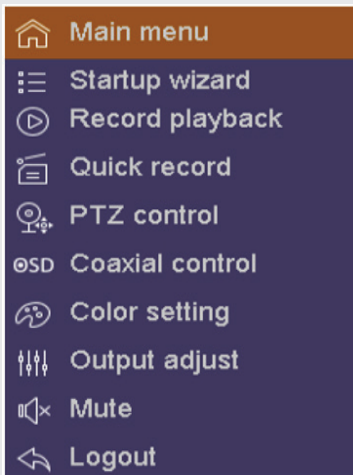 Main menu
Startup wizard
Record playback
Quick record
PTZ control
OSD Coaxial control
Color setting
Output adjust
Mute
Logout